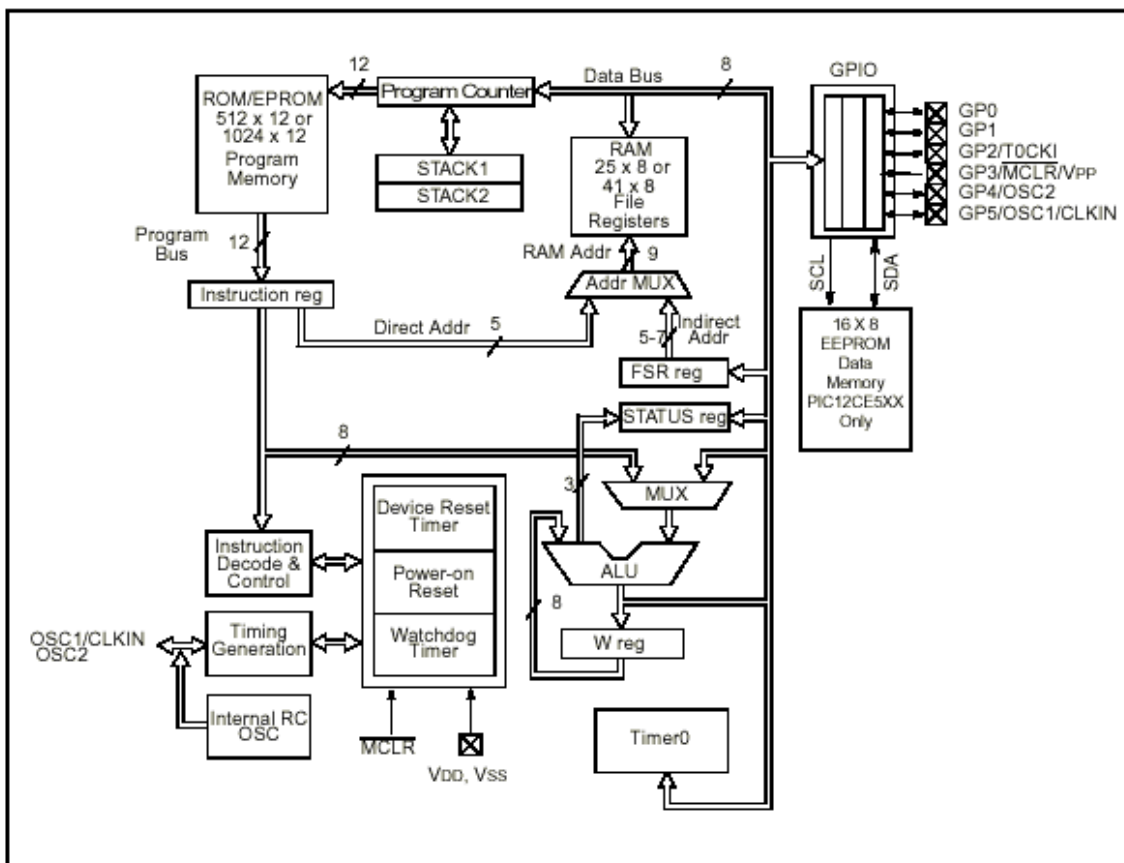 12
Data Bus
8
GPIO
ROM/EPROM
512 x 12 or
1024 x 12
Program
Memory
Program Counter
STACK1
STACK2
RAM
25 x 8 or
41 x 8
File
Registers
GP0
GP1
GP2/T0CKI
GP3/MCLR/VPP
GP4/OSC2
GP5/OSC1/CLKIN
Program
Bus
12
RAM Addr
9
SCL
SDA
Instruction reg
Addr MUX
Direct Addr
5
5-7
Indirect
Addr
16 X 8
EEPROM
Data
Memory
PIC12CE5XX
Only
FSR reg
STATUS reg
8
3
MUX
Device Reset
Timer
Instruction
Decode &
Control
Power-on
Reset
ALU
8
OSC1/CLKIN
OSC2
Timing
Generation
Watchdog
Timer
W reg
Internal RC
OSC
MCLR
VDD, VSS
Timer0